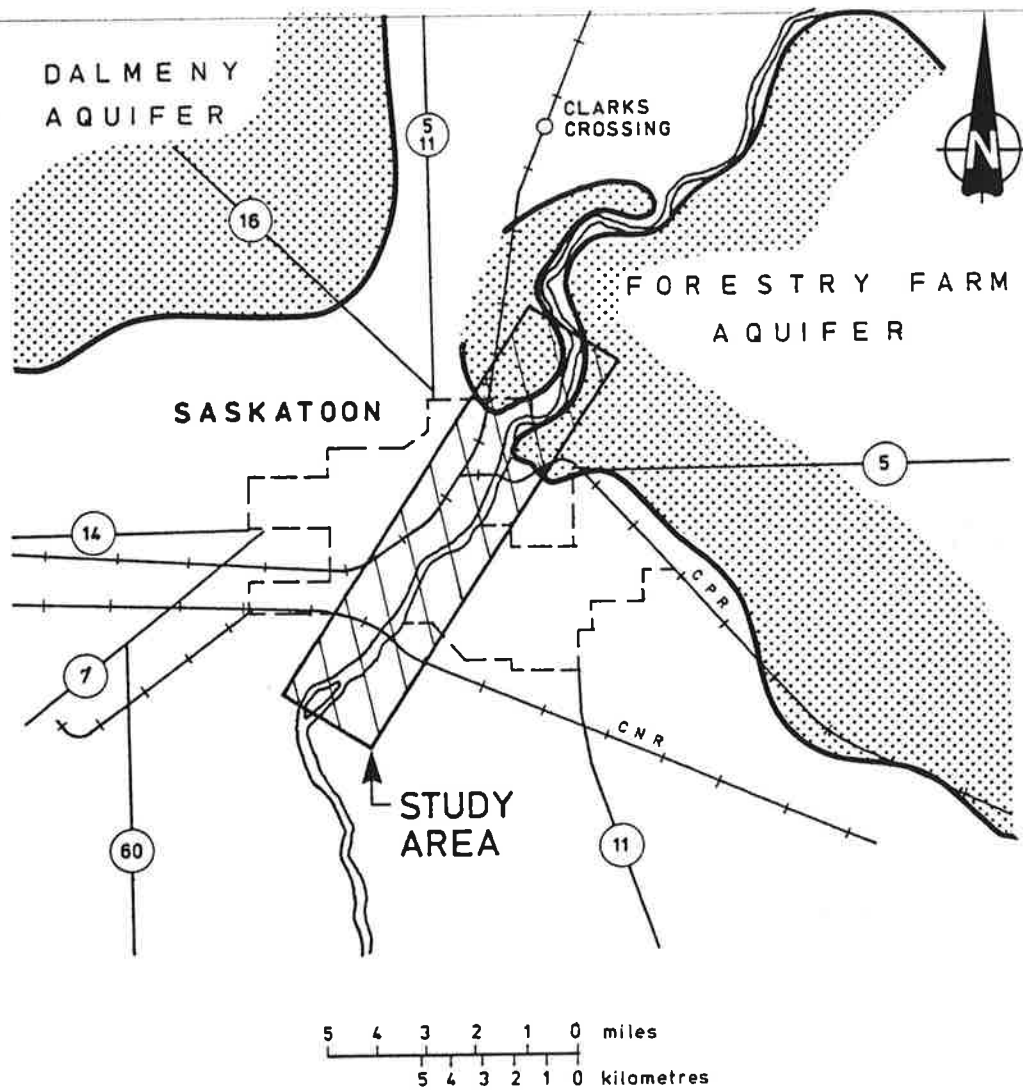 DALMENY
AQUIFER
5
11
CLARKS
CROSSING
N
16
FORESTRY FARM
AQUIFER
SASKATOON
5
14
CPR
7
CNR
STUDY
AREA
60
11
5 4 3 2 1 0 miles
5 4 3 2 1 0 kilometres